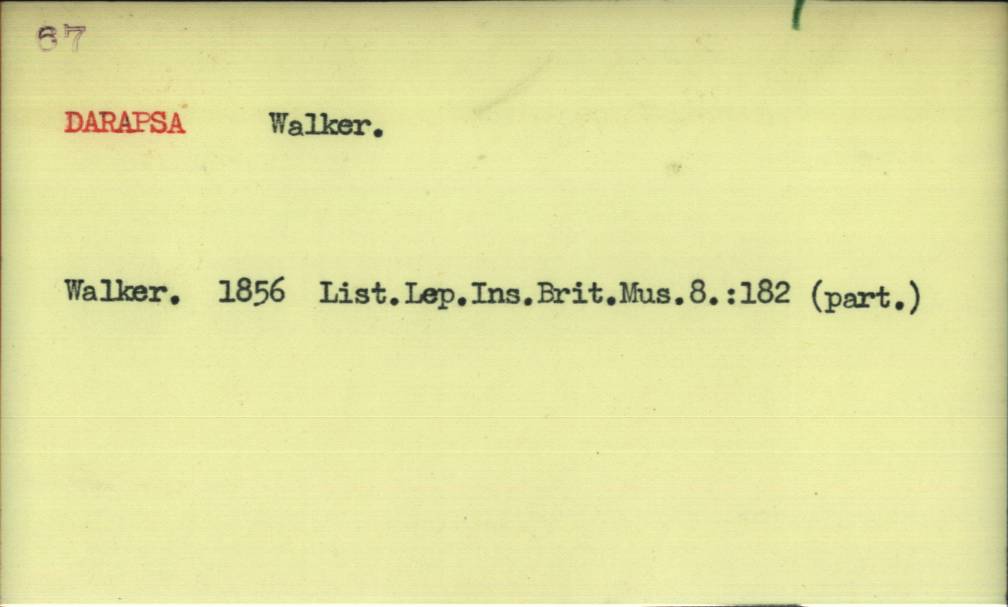 67
DARAPSA Walker.
Walker. 1856 List.Lep.Ins.Brit.Mus.8.:182 (part.)